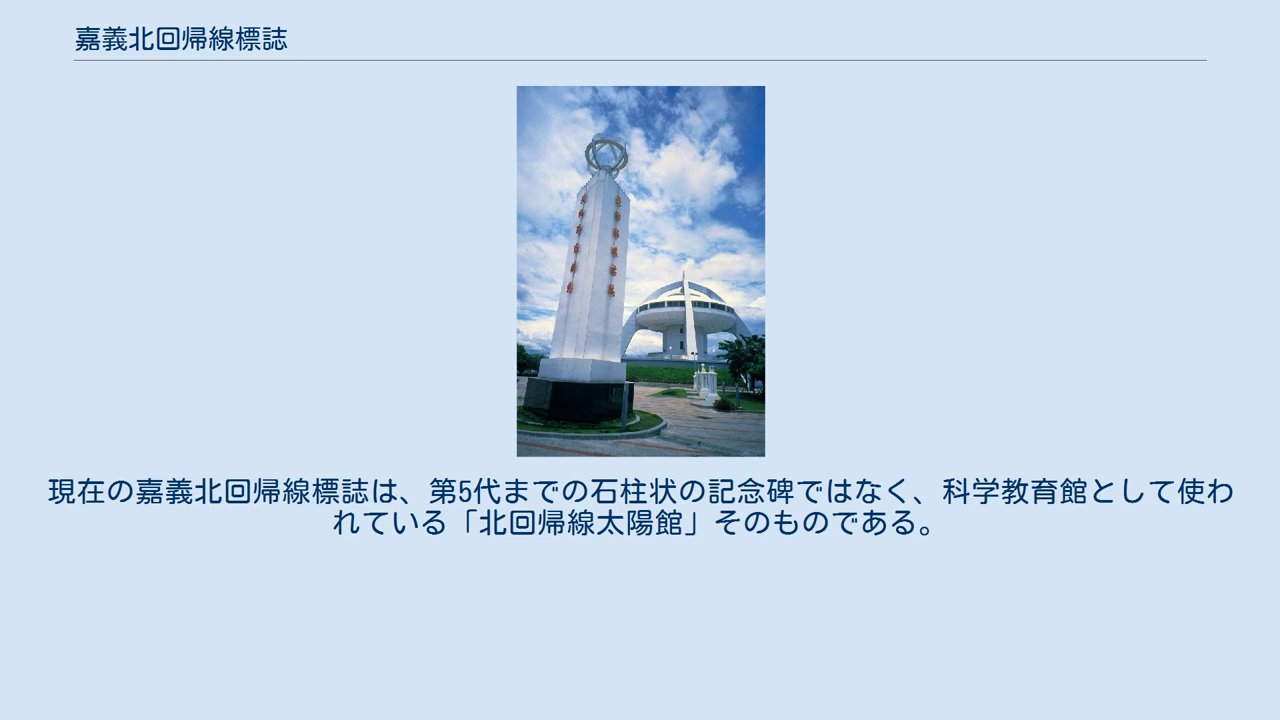 嘉義北回帰線標誌
現在の嘉義北回帰線標誌は、第5代までの石柱状の記念碑ではなく、科学教育館として使わ
れている「北回帰線太陽館」そのものである。